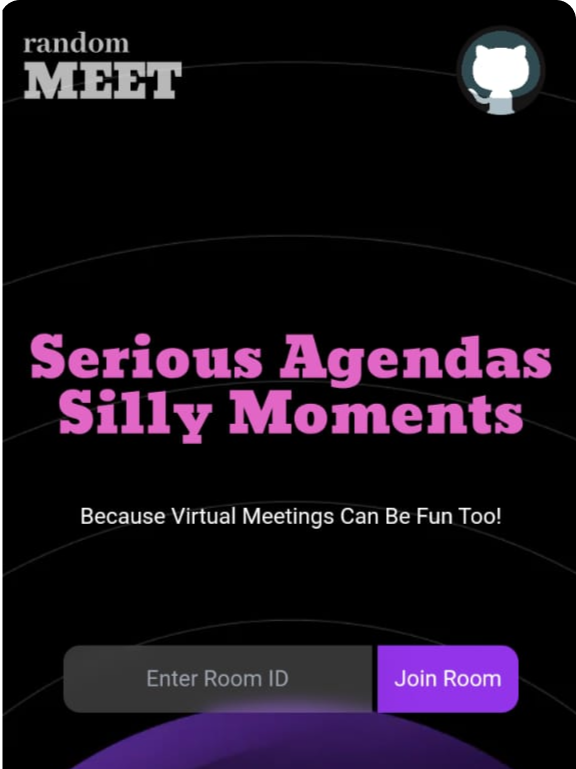 random
MEET
Serious Agendas
Silly Moments
Because Virtual Meetings Can Be Fun Too!
Enter Room ID
Join Room